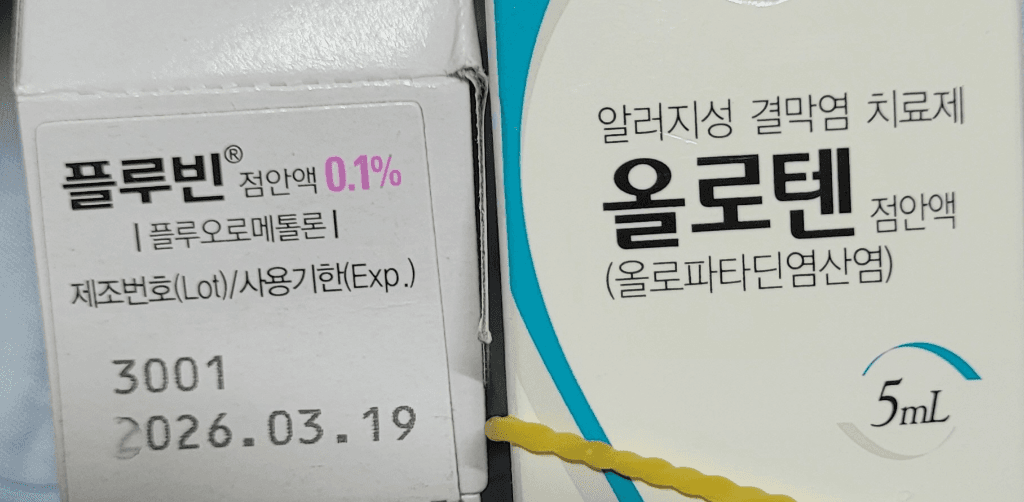 플루빈® 점안액 0.1%
|플루오로메톨론|
제조번호(Lot)/사용기한(Exp.)
3001
2026.03.19
알러지성 결막염 치료제
올로텐 점안액
(올로파타딘염산염)
5mL